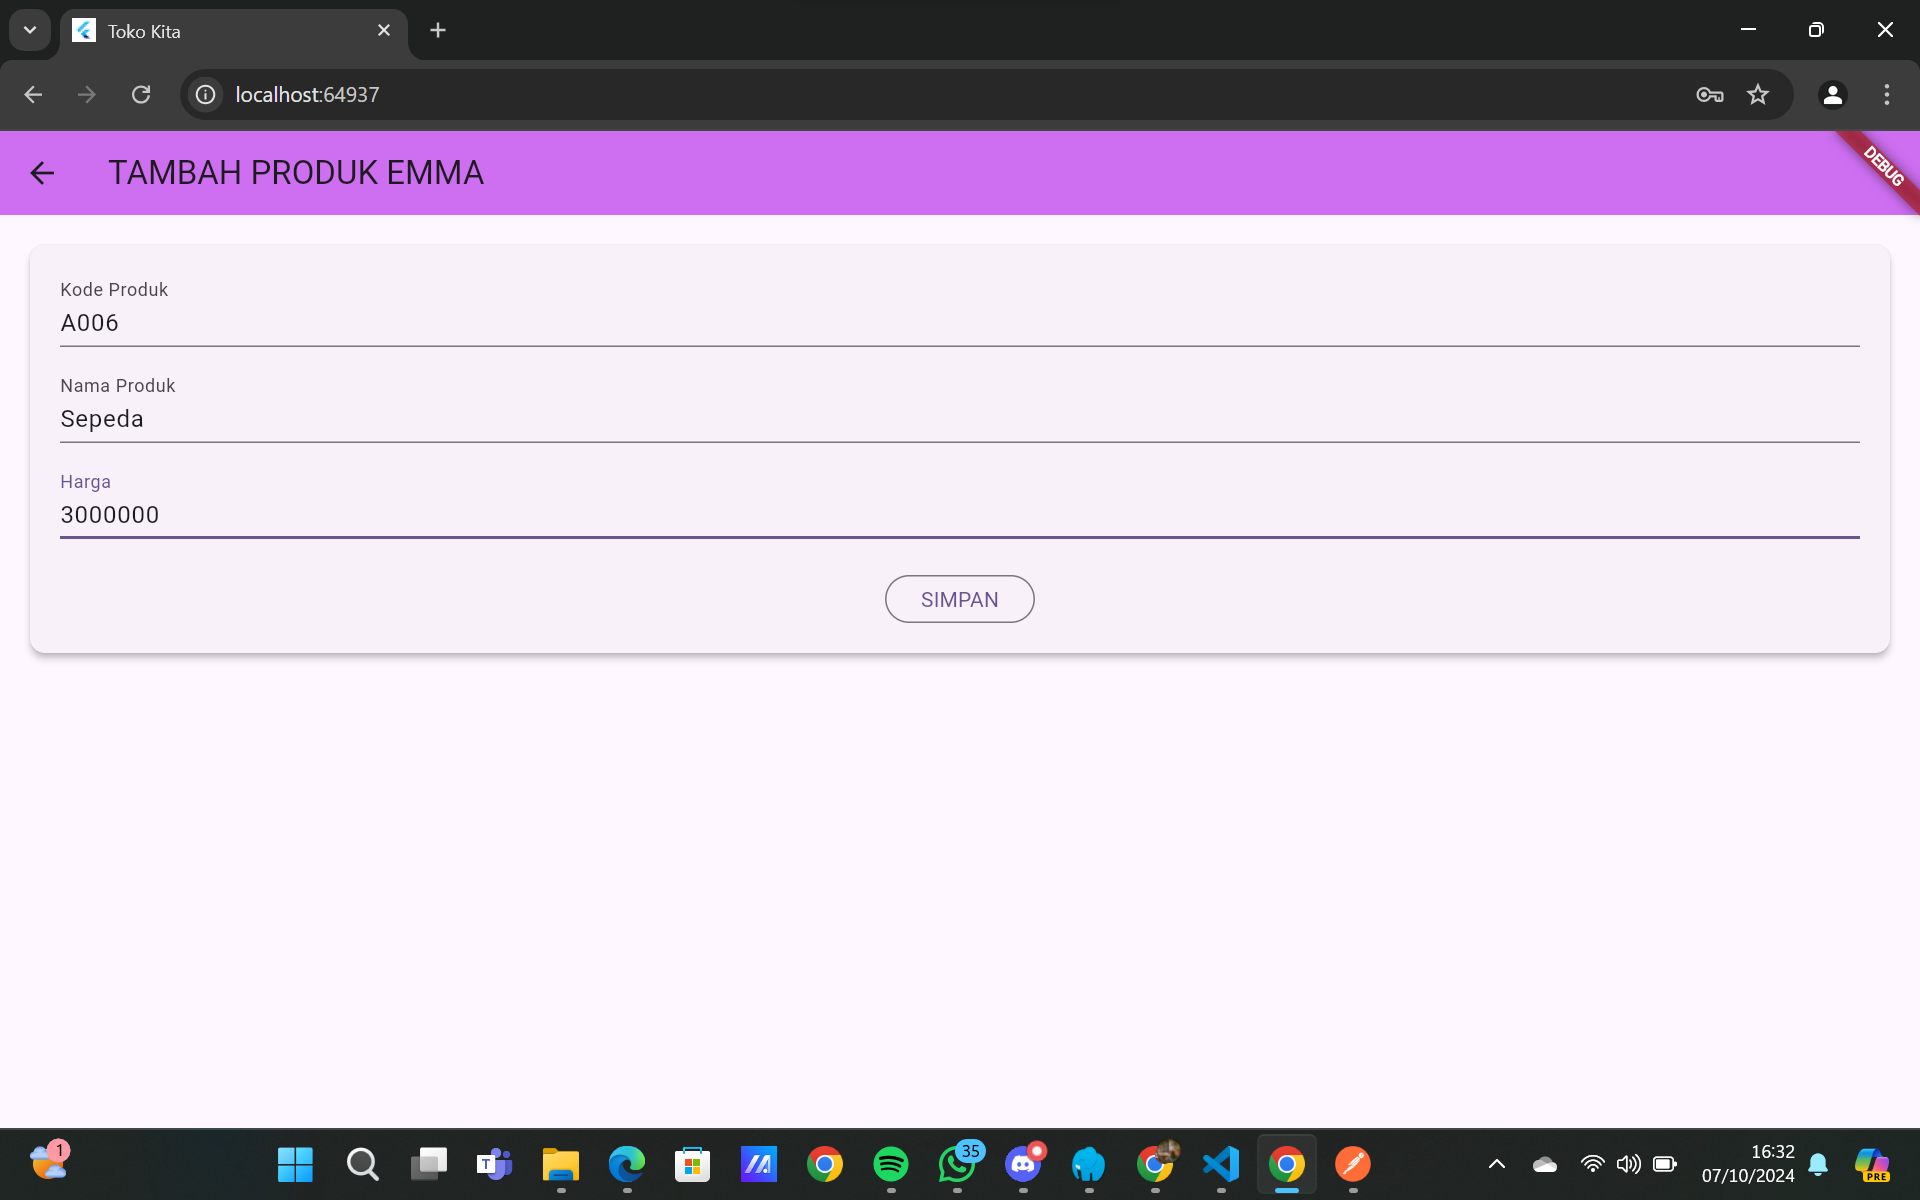 Toko Kita
localhost:64937
TAMBAH PRODUK EMMA
DEBUG
Kode Produk
A006
Nama Produk
Sepeda
Harga
3000000
SIMPAN
1
T
35
16:32
07/10/2024
PRE